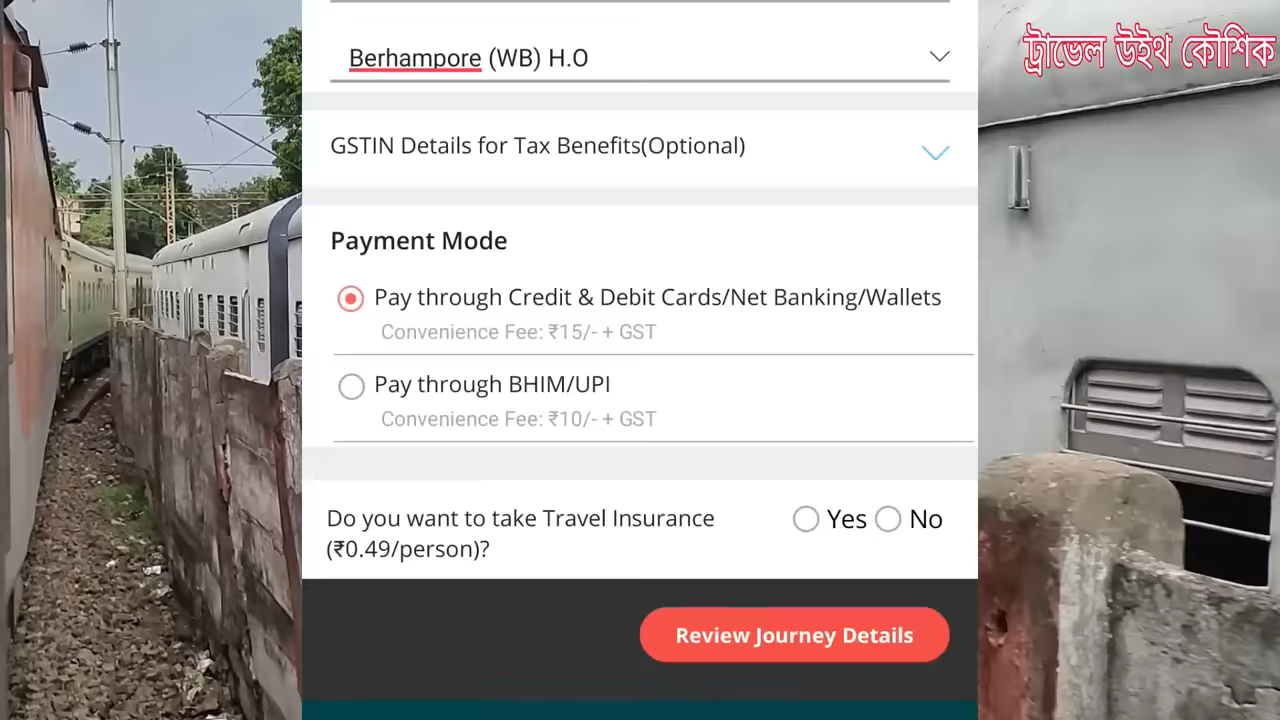 ট্রাভেল উইথ কৌশিক
Berhampore (WB) H.O
GSTIN Details for Tax Benefits(Optional)
Payment Mode
Pay through Credit & Debit Cards/Net Banking/Wallets
Convenience Fee: ₹15/- + GST
Pay through BHIM/UPI
Convenience Fee: ₹10/- + GST
Do you want to take Travel Insurance
(₹0.49/person)?
Yes No
Review Journey Details